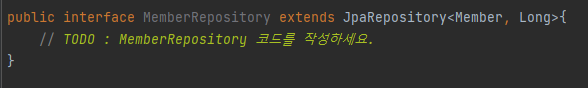 public interface MemberRepository extends JpaRepository<Member, Long>{
// TODO : MemberRepository 코드를 작성하세요.
}